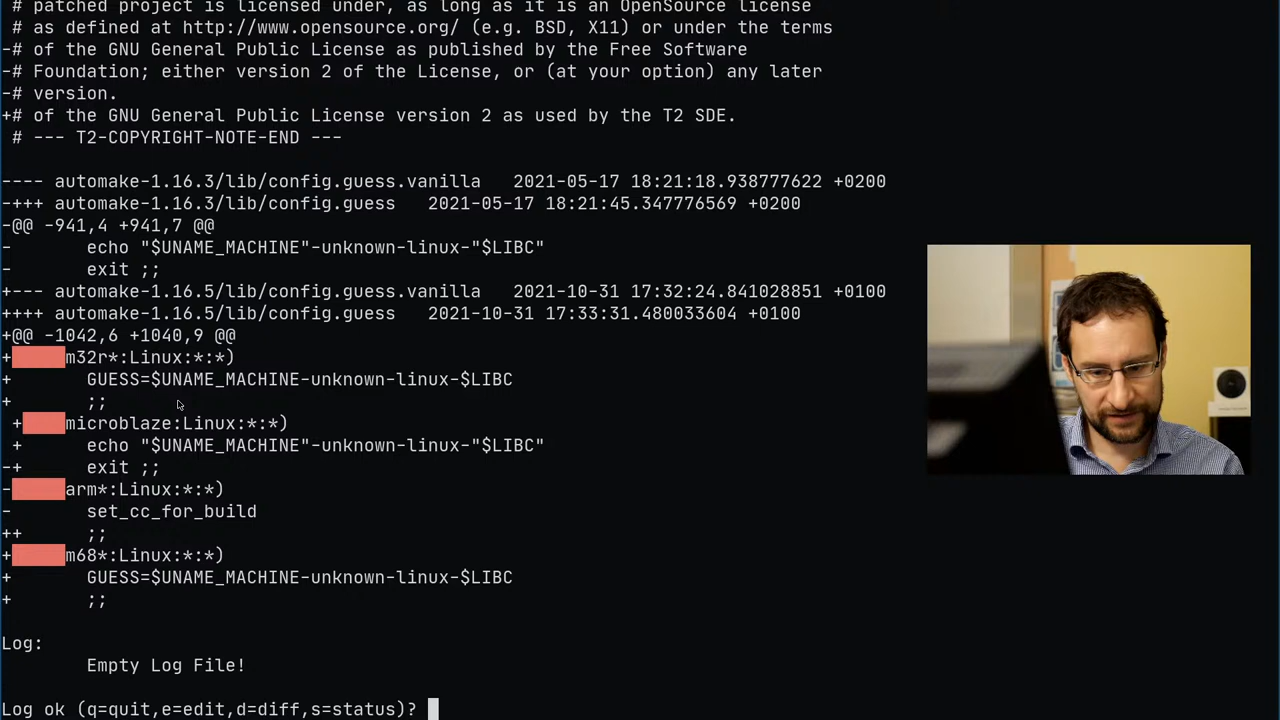 # patched project is licensed under, as long as it is an OpenSource license
# as defined at http://www.opensource.org/ (e.g. BSD, X11) or under the terms
-# of the GNU General Public License as published by the Free Software
-# Foundation; either version 2 of the License, or (at your option) any later
-# version.
+# of the GNU General Public License version 2 as used by the T2 SDE.
# --- T2-COPYRIGHT-NOTE-END ---
---- automake-1.16.3/lib/config.guess.vanilla 2021-05-17 18:21:18.938777622 +0200
-+++ automake-1.16.3/lib/config.guess 2021-05-17 18:21:45.347776569 +0200
-@@ -941,4 +941,7 @@
- echo "$UNAME_MACHINE"-unknown-linux-"$LIBC"
- exit ;;
+--- automake-1.16.5/lib/config.guess.vanilla 2021-10-31 17:32:24.841028851 +0100
++++ automake-1.16.5/lib/config.guess 2021-10-31 17:33:31.480033604 +0100
+@@ -1042,6 +1040,9 @@
+ m32r*:Linux:*:*)
+ GUESS=$UNAME_MACHINE-unknown-linux-$LIBC
+ ;;
+ microblaze:Linux:*:*)
+ echo "$UNAME_MACHINE"-unknown-linux-"$LIBC"
-+ exit ;;
- arm*:Linux:*:*)
- set_cc_for_build
++ ;;
+ m68*:Linux:*:*)
+ GUESS=$UNAME_MACHINE-unknown-linux-$LIBC
+ ;;
Log:
Empty Log File!
Log ok (q=quit,e=edit,d=diff,s=status)?